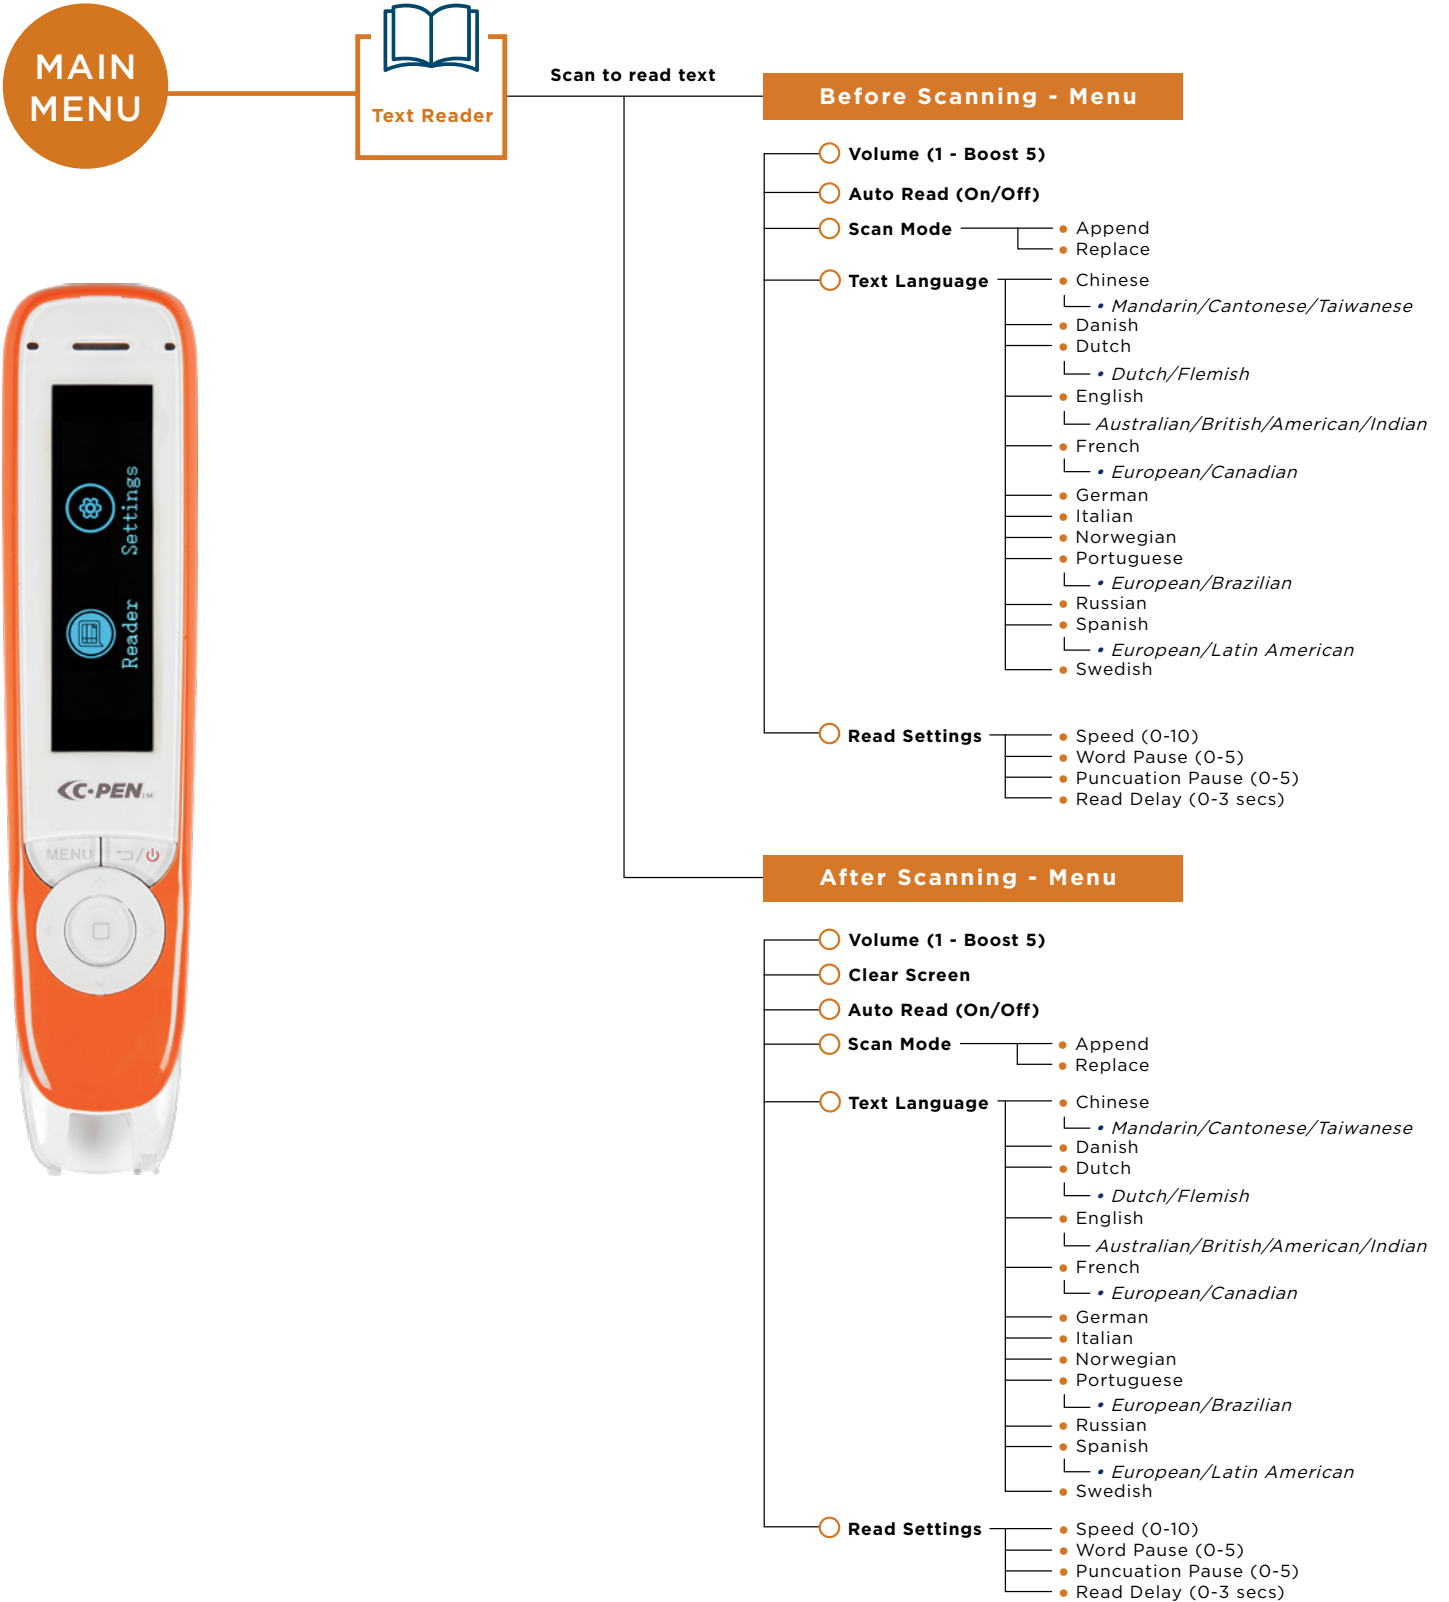 MAIN
MENU
Text Reader
Scan to read text
Before Scanning - Menu
Volume (1 - Boost 5)
Auto Read (On/Off)
Scan Mode
Append
Replace
Text Language
Chinese
• Mandarin/Cantonese/Taiwanese
Danish
Dutch
• Dutch/Flemish
English
Australian/British/American/Indian
French
• European/Canadian
German
Italian
Norwegian
Portuguese
• European/Brazilian
Russian
Spanish
• European/Latin American
Swedish
Read Settings
Speed (0-10)
Word Pause (0-5)
Puncuation Pause (0-5)
Read Delay (0-3 secs)
After Scanning - Menu
Volume (1 - Boost 5)
Clear Screen
Auto Read (On/Off)
Scan Mode
Append
Replace
Text Language
Chinese
• Mandarin/Cantonese/Taiwanese
Danish
Dutch
• Dutch/Flemish
English
Australian/British/American/Indian
French
• European/Canadian
German
Italian
Norwegian
Portuguese
• European/Brazilian
Russian
Spanish
• European/Latin American
Swedish
Read Settings
Speed (0-10)
Word Pause (0-5)
Puncuation Pause (0-5)
Read Delay (0-3 secs)
Reader
Settings
C·PEN™
MENU